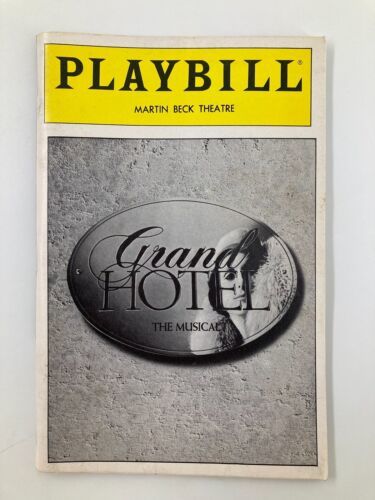 PLAYBILL®
MARTIN BECK THEATRE
Grand
HOTEL
THE MUSICAL